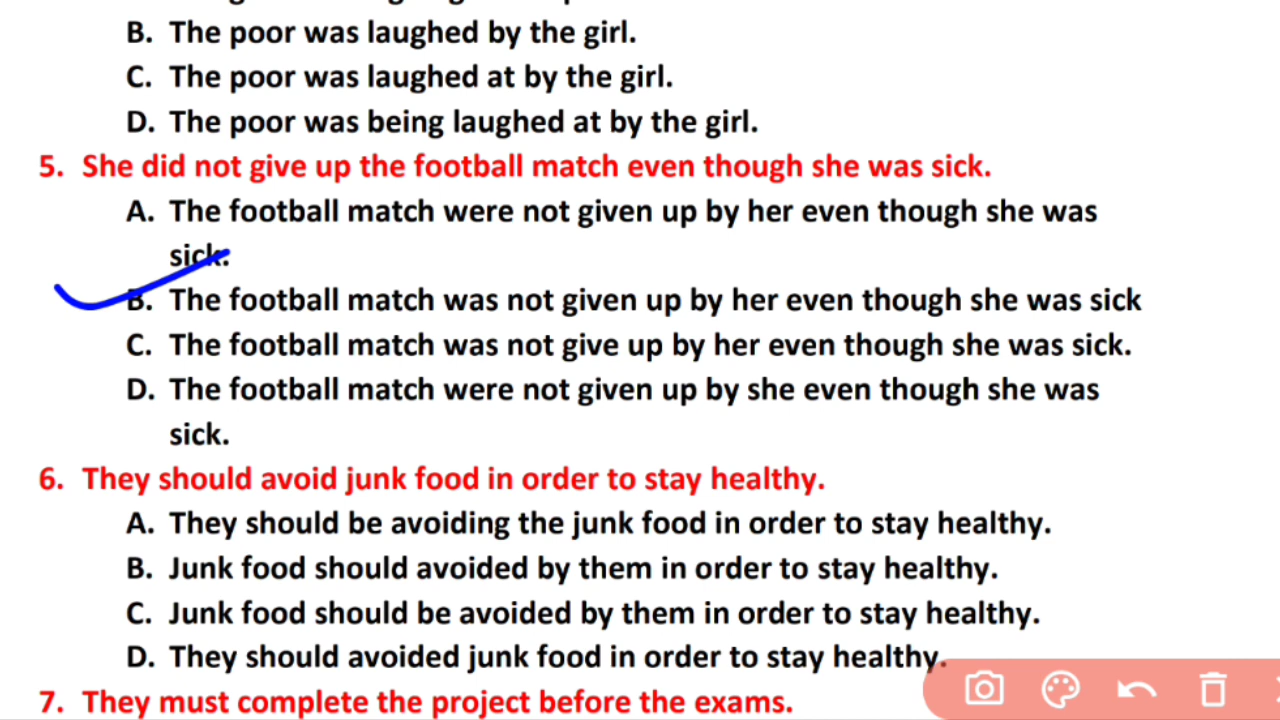 B. The poor was laughed by the girl.
C. The poor was laughed at by the girl.
D. The poor was being laughed at by the girl.
5. She did not give up the football match even though she was sick.
A. The football match were not given up by her even though she was
sick.
B. The football match was not given up by her even though she was sick
C. The football match was not give up by her even though she was sick.
D. The football match were not given up by she even though she was
sick.
6. They should avoid junk food in order to stay healthy.
A. They should be avoiding the junk food in order to stay healthy.
B. Junk food should avoided by them in order to stay healthy.
C. Junk food should be avoided by them in order to stay healthy.
D. They should avoided junk food in order to stay healthy.
7. They must complete the project before the exams.